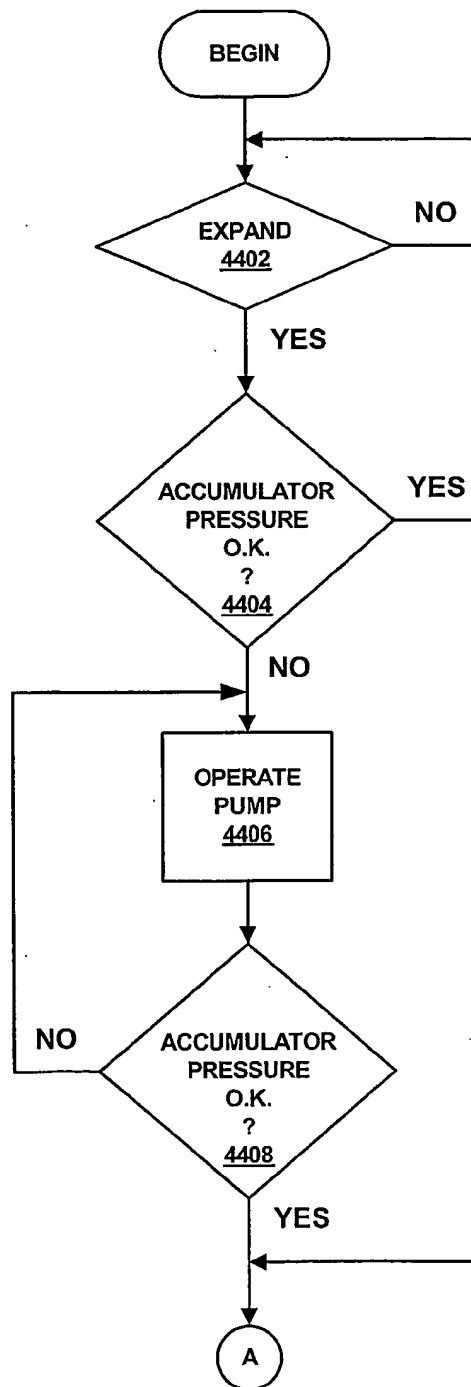 BEGIN
EXPAND
4402
NO
YES
ACCUMULATOR
PRESSURE
O.K.
?
4404
YES
NO
OPERATE
PUMP
4406
NO
ACCUMULATOR
PRESSURE
O.K.
?
4408
YES
A